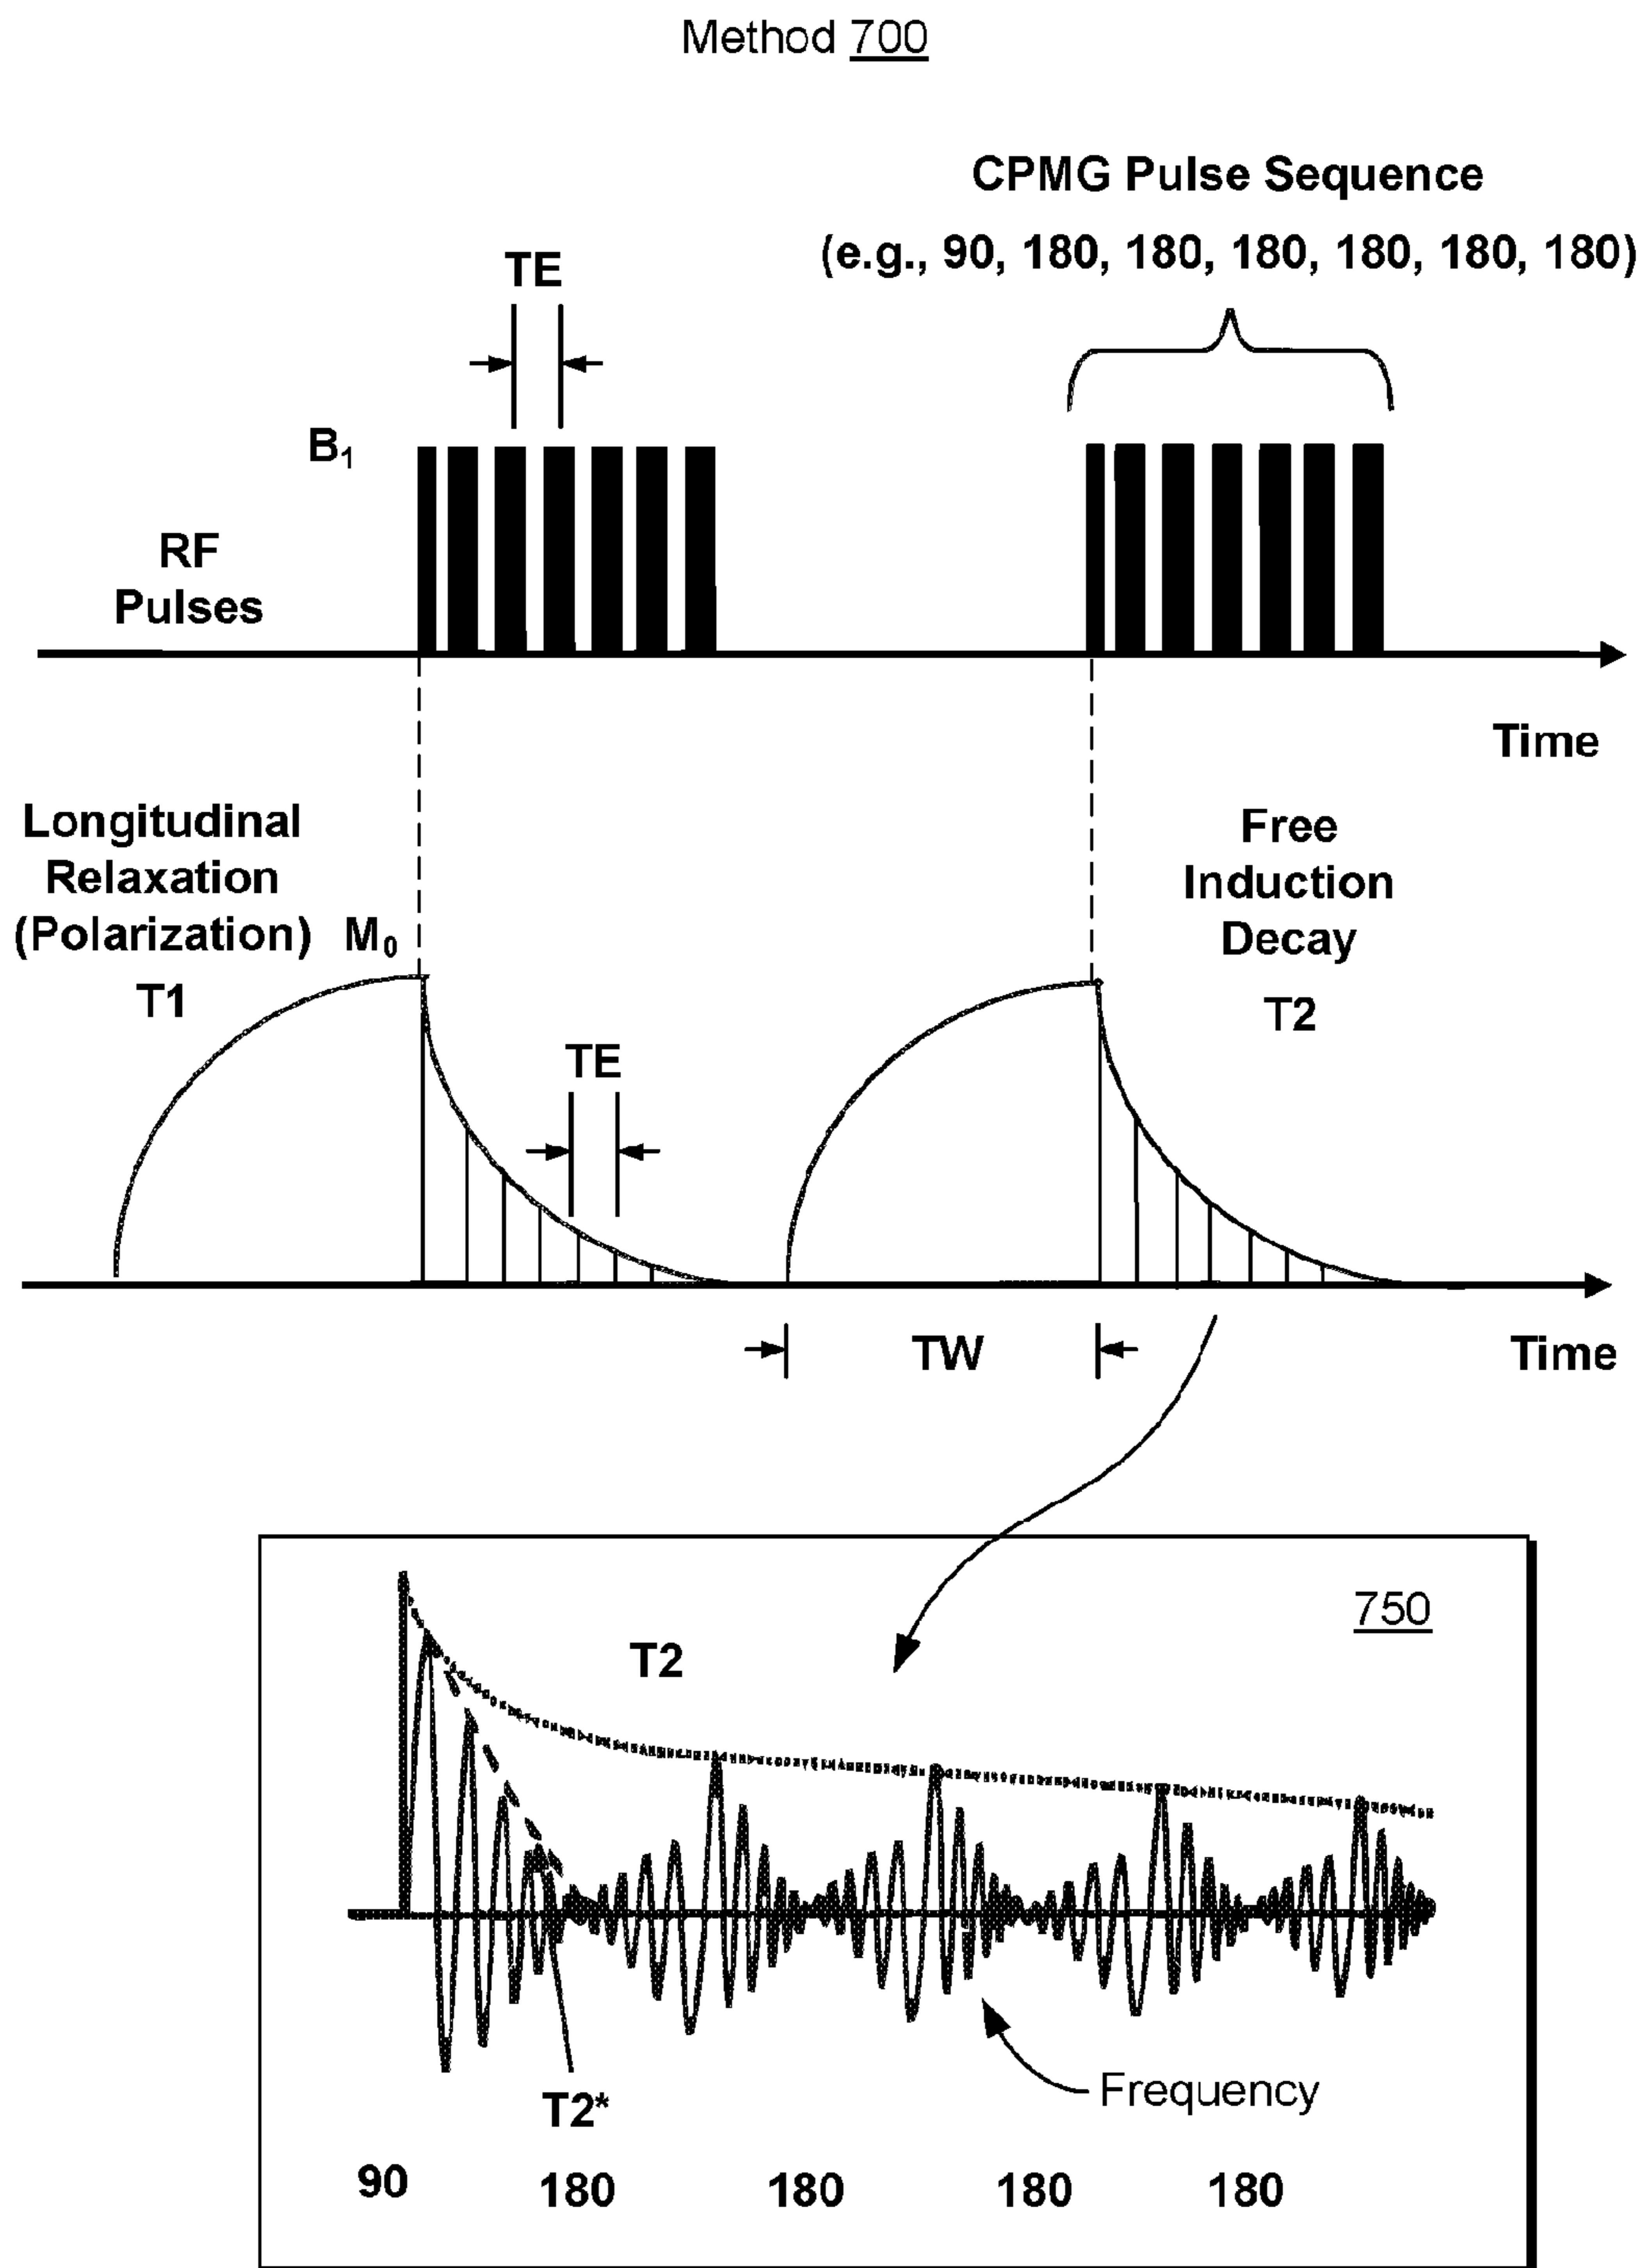 Method 700
CPMG Pulse Sequence
(e.g., 90, 180, 180, 180, 180, 180, 180)
TE
B₁
RF
Pulses
Time
Longitudinal
Relaxation
(Polarization) M₀
T1
Free
Induction
Decay
T2
TE
TW
Time
750
T2
Frequency
T2*
90 180 180 180 180